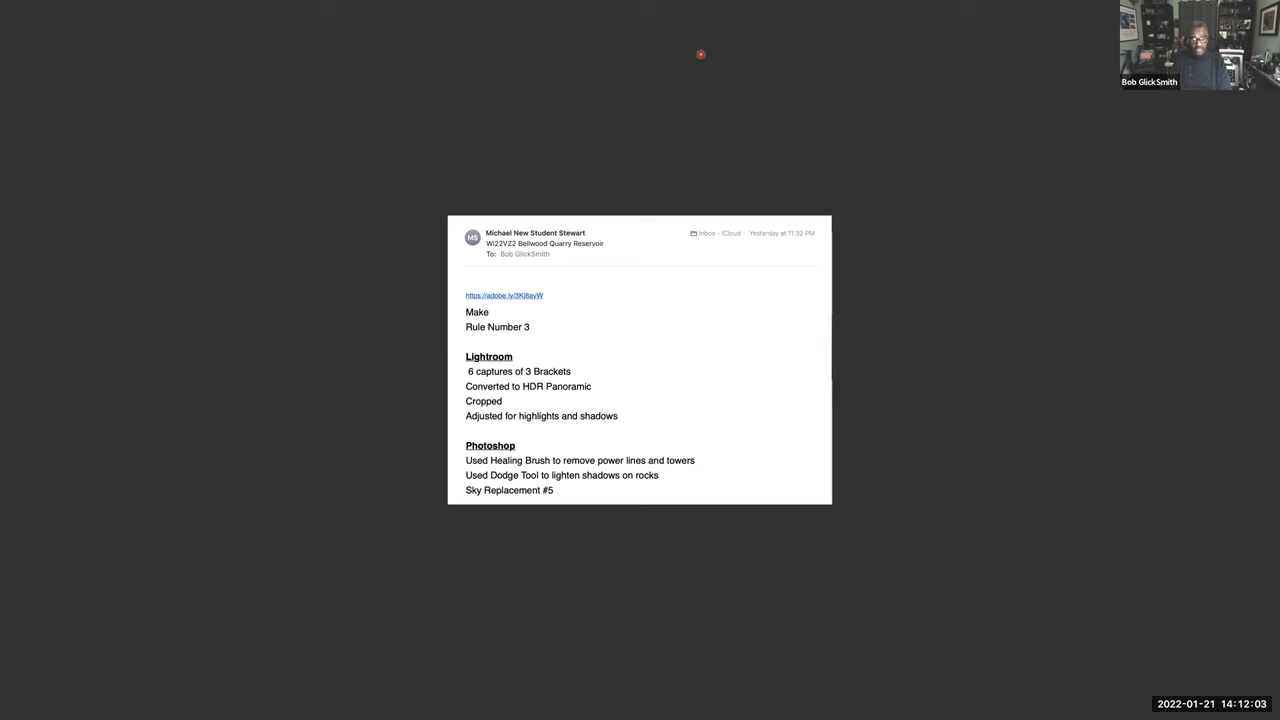 Bob GlickSmith
MS
Michael New Student Stewart
Inbox - iCloud
Yesterday at 11:32 PM
Wi22VZ2 Bellwood Quarry Reservoir
To: Bob GlickSmith
https://adobe.ly/3Kj8ayW
Make
Rule Number 3
Lightroom
6 captures of 3 Brackets
Converted to HDR Panoramic
Cropped
Adjusted for highlights and shadows
Photoshop
Used Healing Brush to remove power lines and towers
Used Dodge Tool to lighten shadows on rocks
Sky Replacement #5
2022-01-21 14:12:03